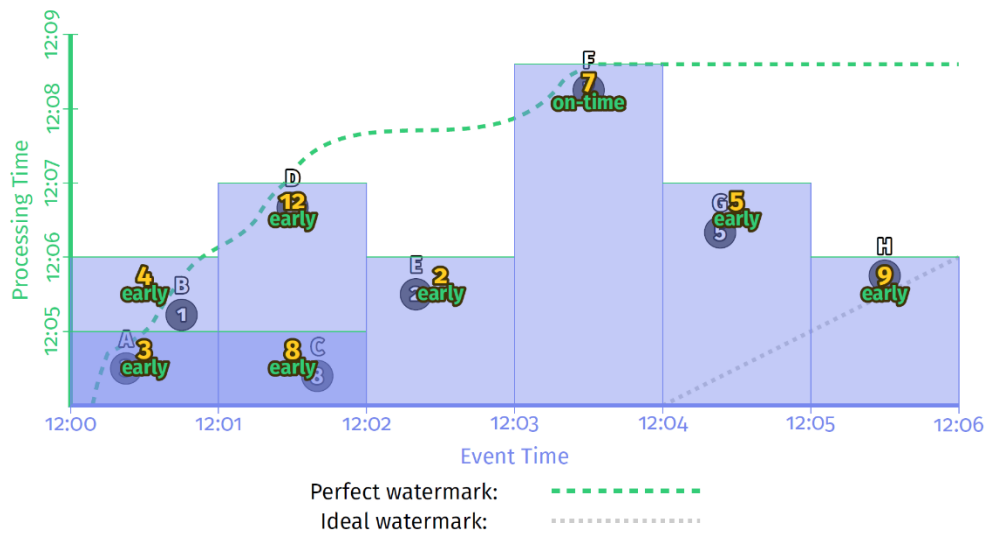 12:09
12:08
12:07
12:06
12:05
Processing Time
F
7
on-time
D
12
early
G
5
early
5
H
9
early
E
2
early
2
4
early
B
1
A
3
early
8
early
C
8
12:00
12:01
12:02
12:03
12:04
12:05
12:06
Event Time
Perfect watermark:
Ideal watermark: